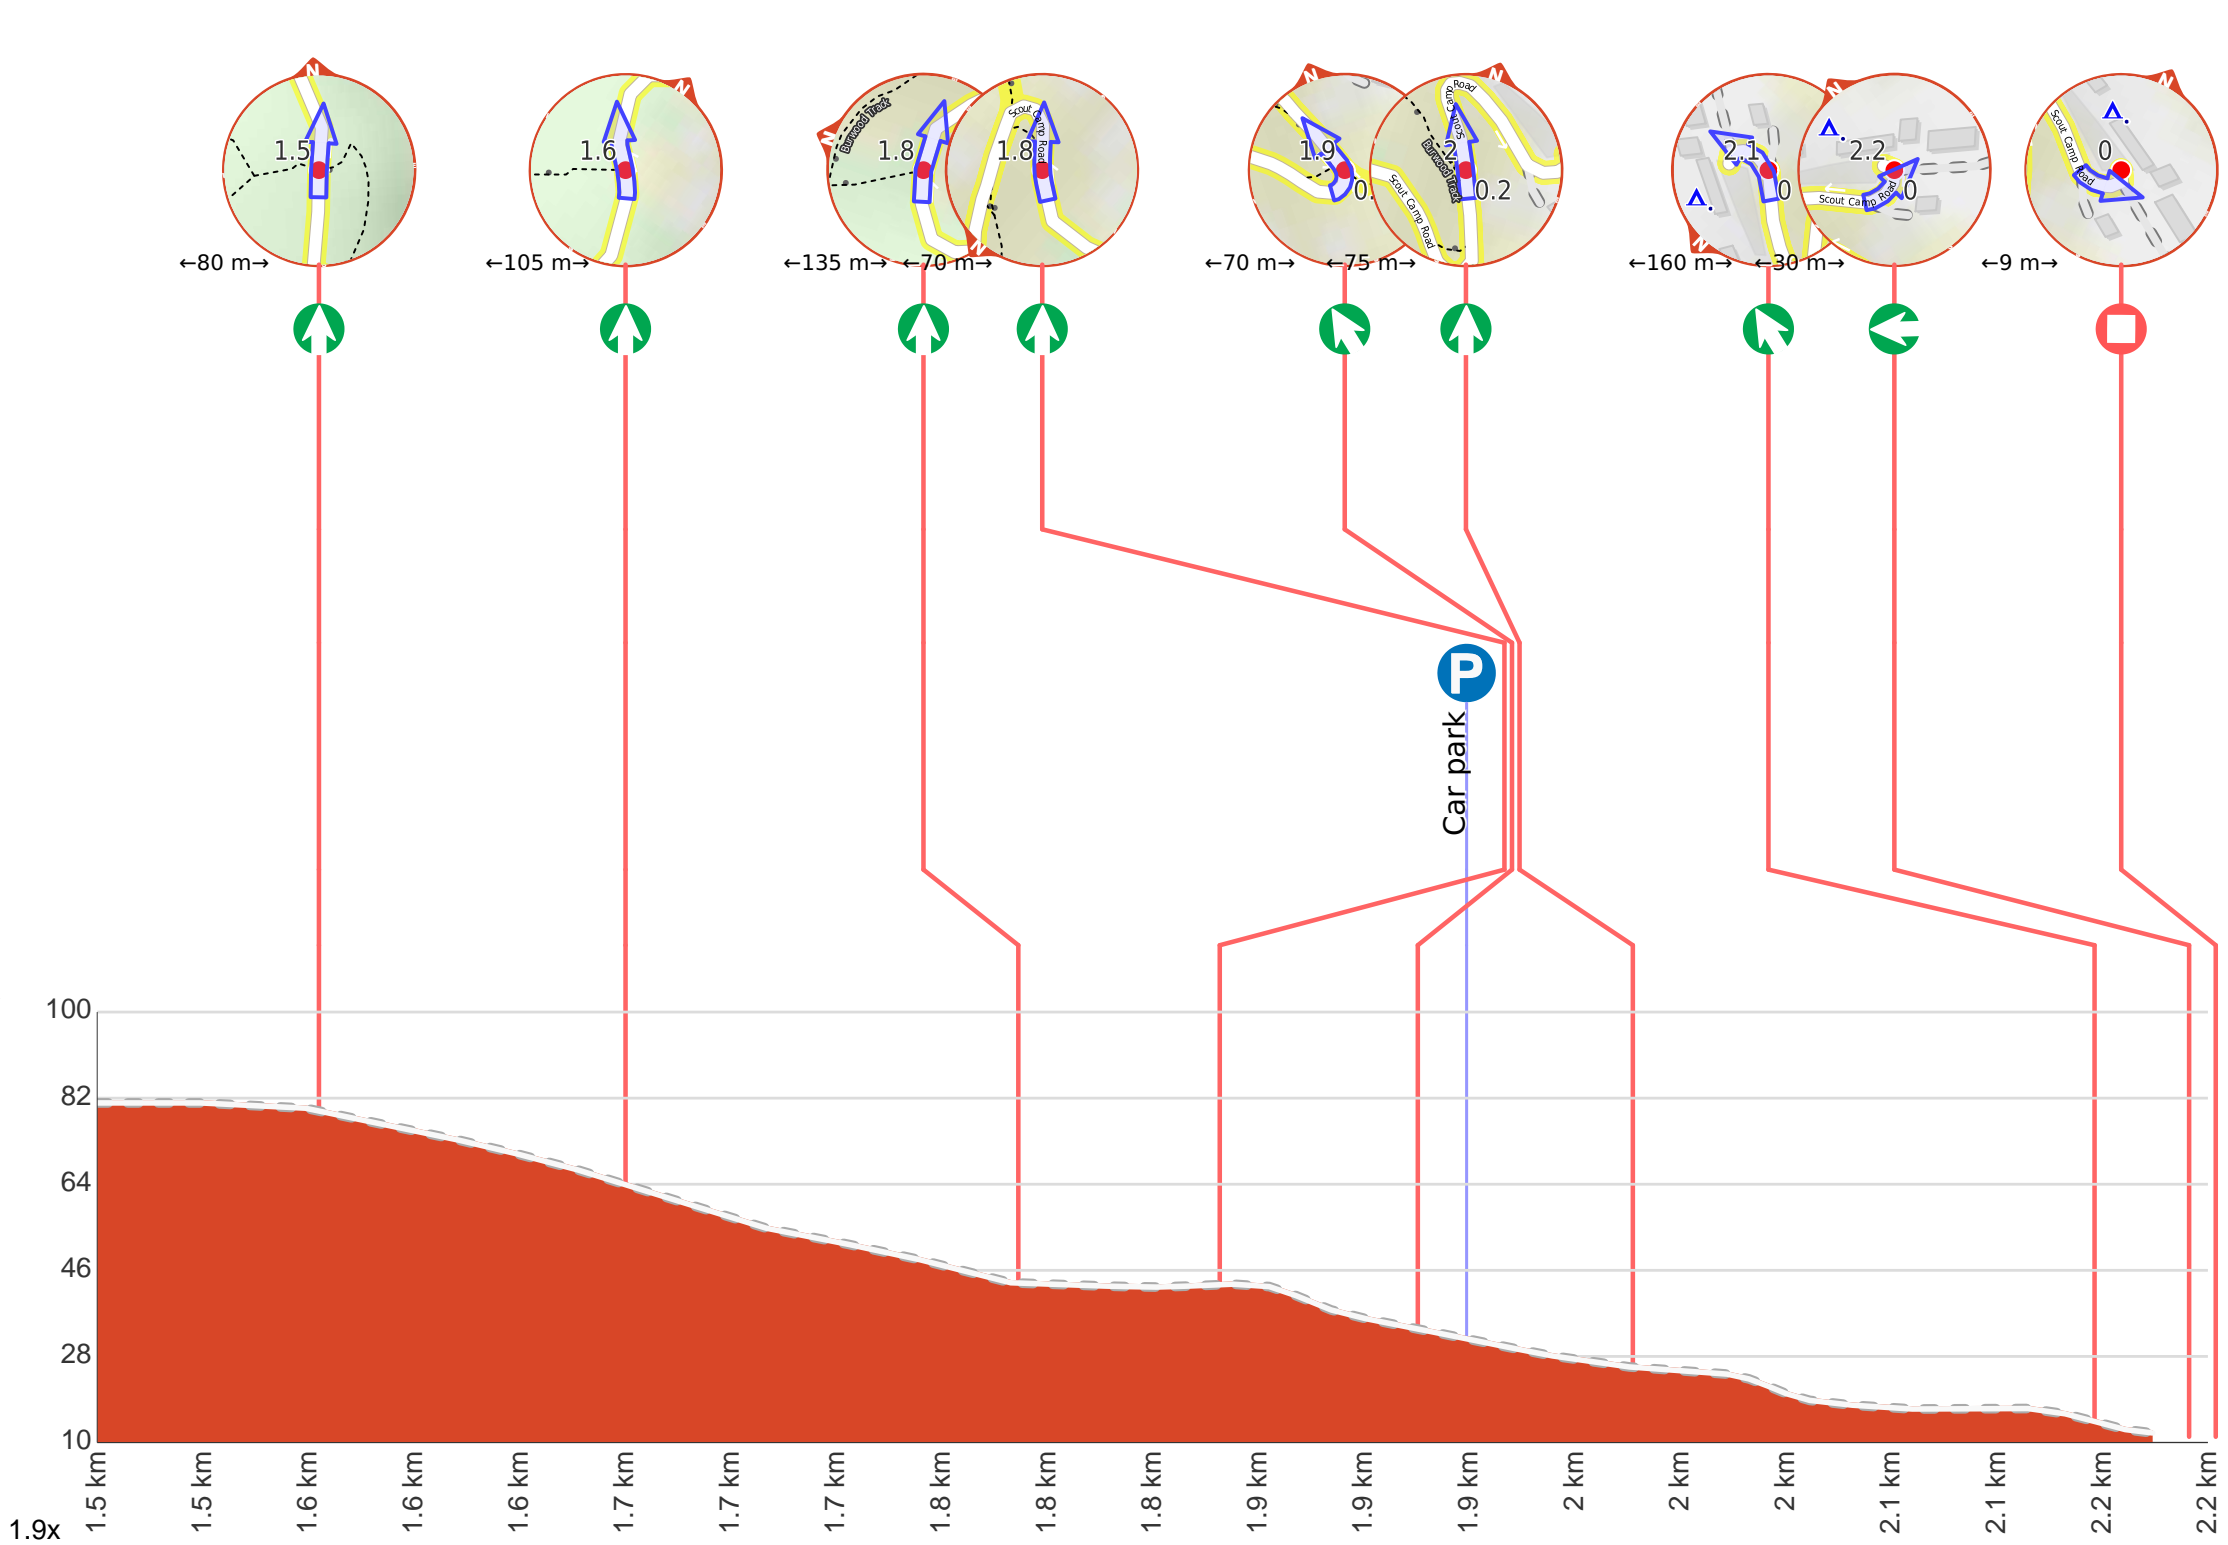 N
N
N
N
N
N
N
N
N
1.5
1.6
1.8
Burwood Track
1.8
Scout Camp Road
1.9
0.
2
0.2
Scout Camp Road
Burwood Track
Scout Camp Road
2.1
0
2.2
0
Scout Camp Road
0
Scout Camp Road
←80 m→
←105 m→
←135 m→
←70 m→
←70 m→
←75 m→
←160 m→
←30 m→
←9 m→
P
Car park
100
82
64
46
28
10
1.5 km
1.5 km
1.6 km
1.6 km
1.6 km
1.7 km
1.7 km
1.7 km
1.8 km
1.8 km
1.8 km
1.9 km
1.9 km
1.9 km
2 km
2 km
2 km
2.1 km
2.1 km
2.2 km
2.2 km
1.9x